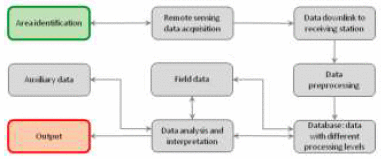 Area identification
Remote sensing
data acquisition
Data downlink to
receiving station
Auxiliary data
Field data
Data
preprocessing
Output
Data analysis and
interpretation
Database: data
with different
processing levels